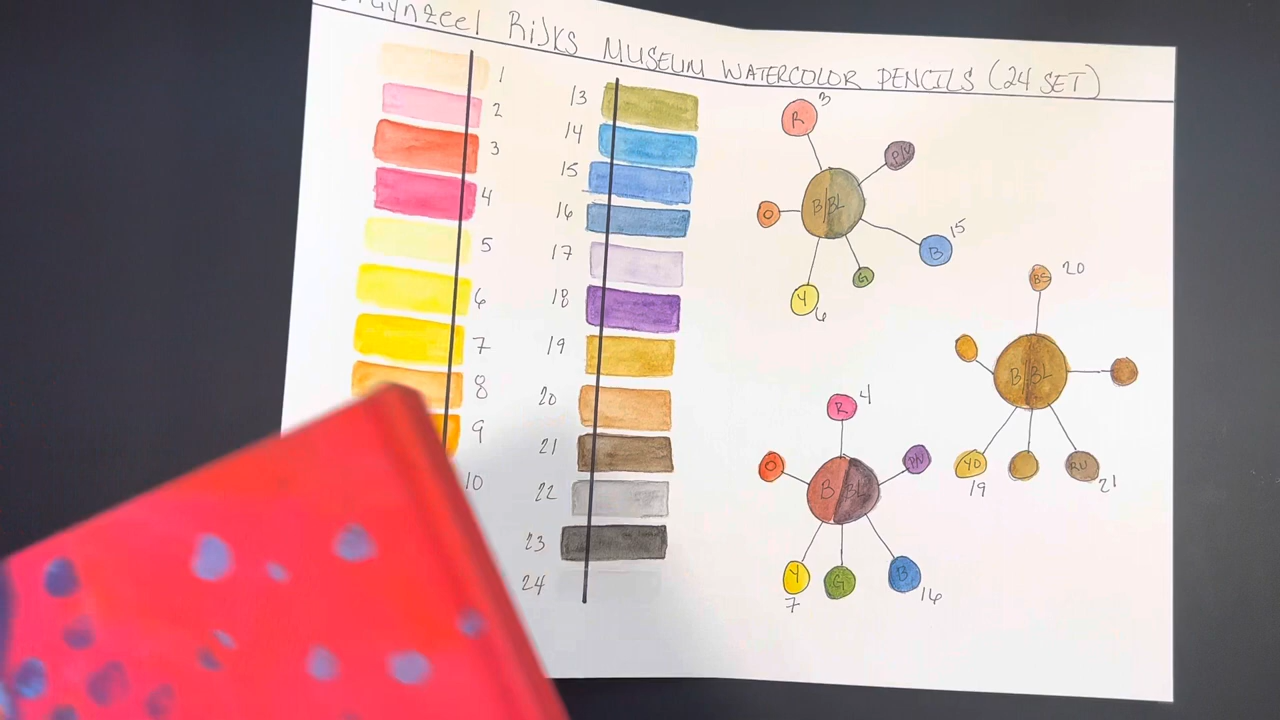 Risks MUSEUM WATERCOLOR PENCILS (24 SET)
1
2
3
4
5
6
7
8
9
10
13
14
15
16
17
18
19
20
21
22
23
24
R 3
P/V
O
B/BL
B 15
G
Y 6
BS 20
B/BL
YO 19
RU 21
R 4
O
P/V
B/BL
Y 7
G
B 16